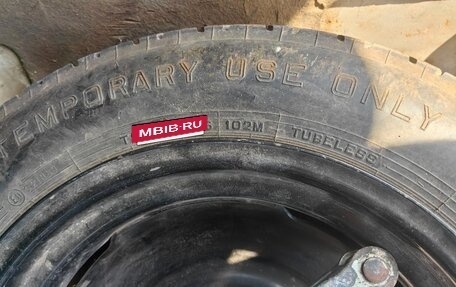 TEMPORARY USE ONLY
102M TUBELESS
MBIB.RU